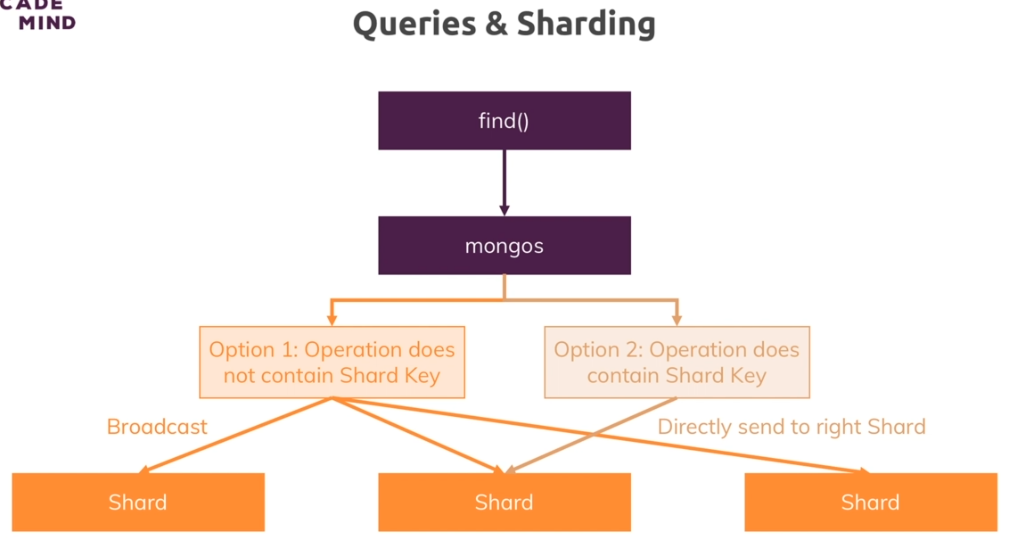 MIND
Queries & Sharding
find()
mongos
Option 1: Operation does
not contain Shard Key
Option 2: Operation does
contain Shard Key
Broadcast
Directly send to right Shard
Shard
Shard
Shard